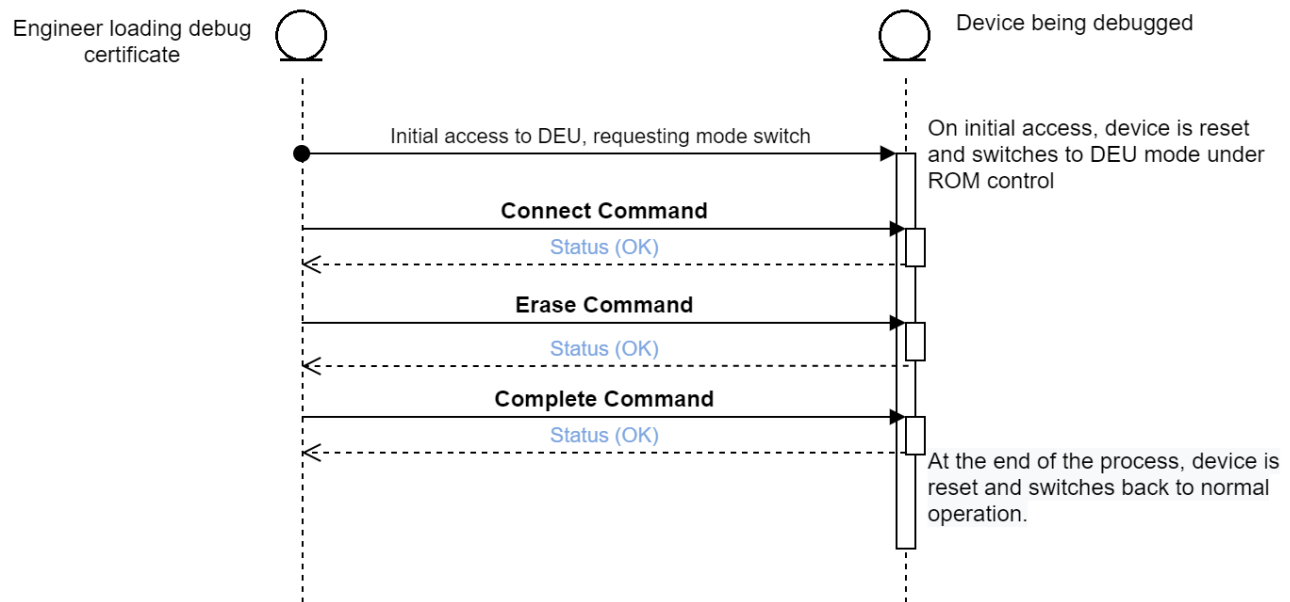 Engineer loading debug
certificate
Device being debugged
Initial access to DEU, requesting mode switch
On initial access, device is reset
and switches to DEU mode under
ROM control
Connect Command
Status (OK)
Erase Command
Status (OK)
Complete Command
Status (OK)
At the end of the process, device is
reset and switches back to normal
operation.